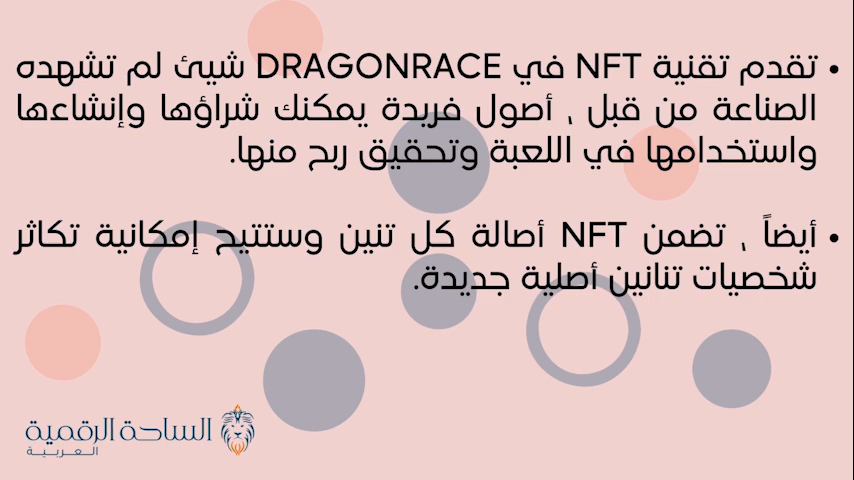 • تقدم تقنية NFT في DRAGONRACE شيئ لم تشهده
الصناعة من قبل ، أصول فريدة يمكنك شراؤها وإنشاءها
واستخدامها في اللعبة وتحقيق ربح منها.
• أيضاً ، تضمن NFT أصالة كل تنين وستتيح إمكانية تكاثر
شخصيات تنانين أصلية جديدة.
الساحة الرقمية
العربية